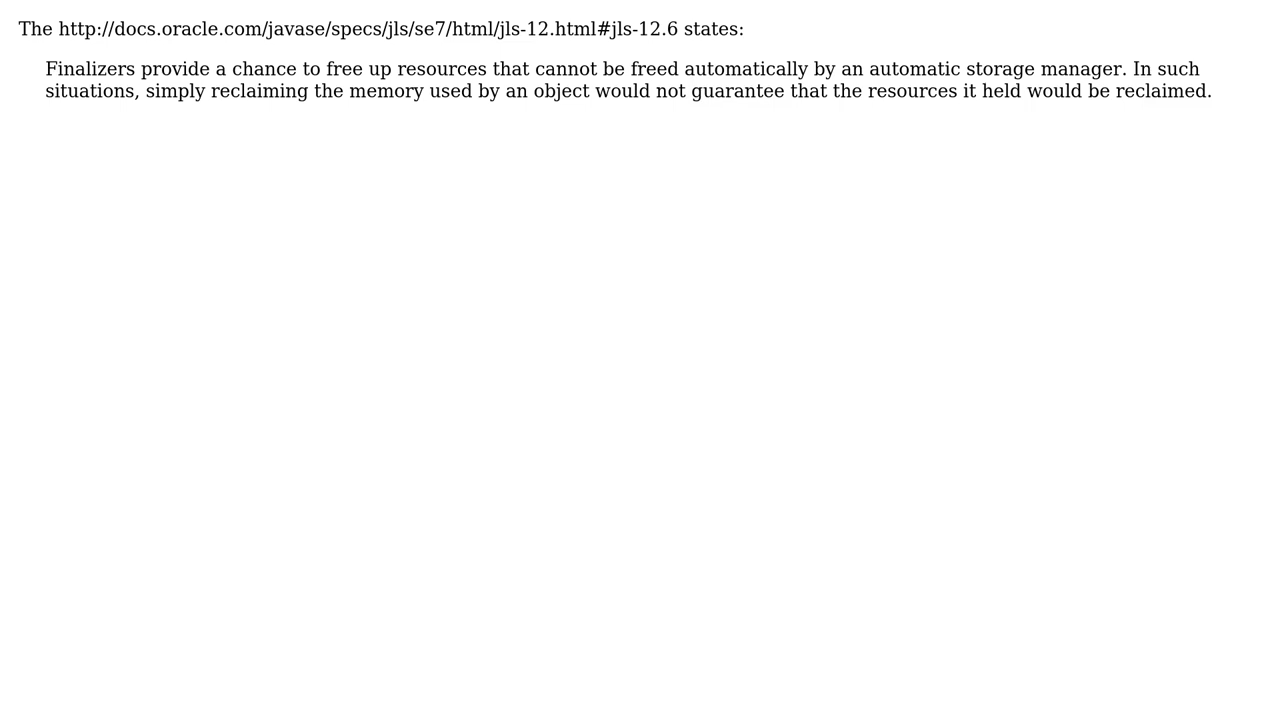 The http://docs.oracle.com/javase/specs/jls/se7/html/jls-12.html#jls-12.6 states:
Finalizers provide a chance to free up resources that cannot be freed automatically by an automatic storage manager. In such
situations, simply reclaiming the memory used by an object would not guarantee that the resources it held would be reclaimed.